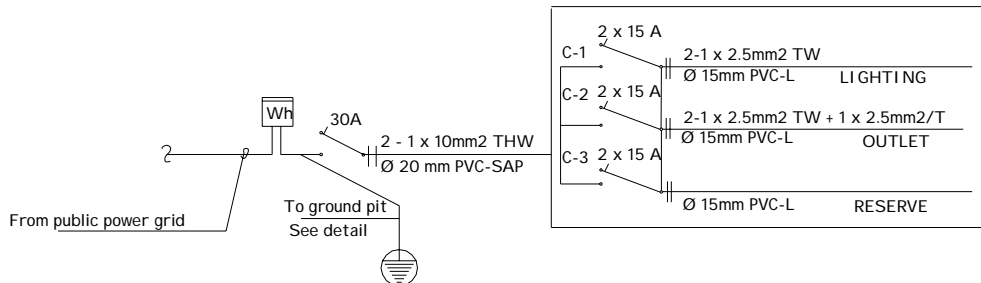 Wh
30A
2 - 1 x 10mm2 THW
Ø 20 mm PVC-SAP
From public power grid
To ground pit
See detail
2 x 15 A
C-1
2-1 x 2.5mm2 TW
Ø 15mm PVC-L
LIGHTING
2 x 15 A
C-2
2-1 x 2.5mm2 TW + 1 x 2.5mm2/T
Ø 15mm PVC-L
OUTLET
2 x 15 A
C-3
Ø 15mm PVC-L
RESERVE